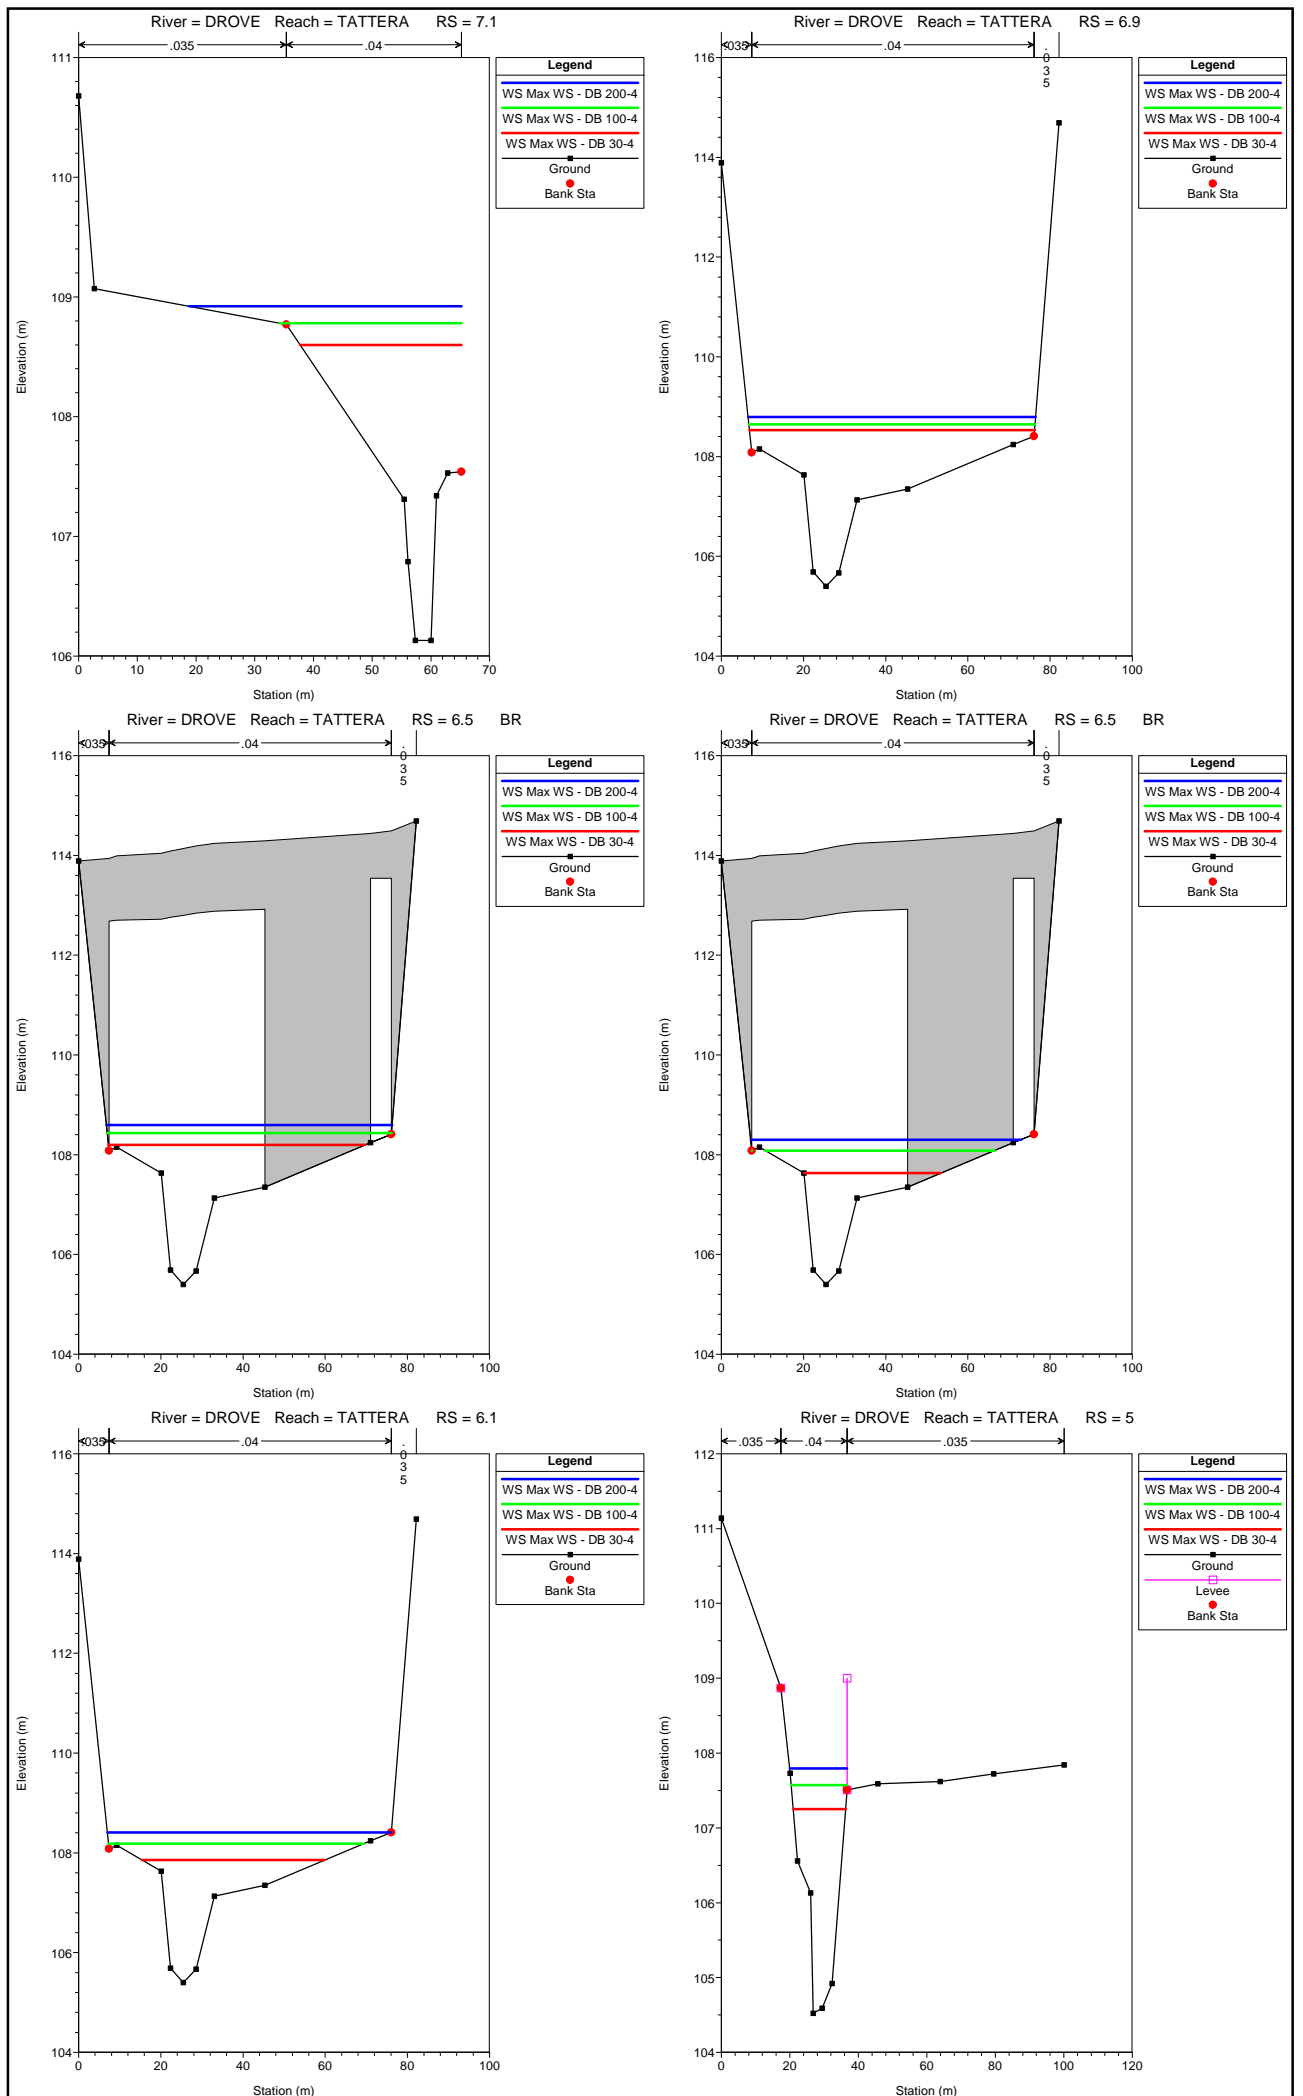 River = DROVE Reach = TATTERA RS = 7.1
.035 .04
Elevation (m)
111
110
109
108
107
106
0 10 20 30 40 50 60 70
Station (m)
Legend
WS Max WS - DB 200-4
WS Max WS - DB 100-4
WS Max WS - DB 30-4
Ground
Bank Sta
River = DROVE Reach = TATTERA RS = 6.9
.035 .04 .035
Elevation (m)
116
114
112
110
108
106
104
0 20 40 60 80 100
Station (m)
Legend
WS Max WS - DB 200-4
WS Max WS - DB 100-4
WS Max WS - DB 30-4
Ground
Bank Sta
River = DROVE Reach = TATTERA RS = 6.5 BR
.035 .04 .035
Elevation (m)
116
114
112
110
108
106
104
0 20 40 60 80 100
Station (m)
Legend
WS Max WS - DB 200-4
WS Max WS - DB 100-4
WS Max WS - DB 30-4
Ground
Bank Sta
River = DROVE Reach = TATTERA RS = 6.5 BR
.035 .04 .035
Elevation (m)
116
114
112
110
108
106
104
0 20 40 60 80 100
Station (m)
Legend
WS Max WS - DB 200-4
WS Max WS - DB 100-4
WS Max WS - DB 30-4
Ground
Bank Sta
River = DROVE Reach = TATTERA RS = 6.1
.035 .04 .035
Elevation (m)
116
114
112
110
108
106
104
0 20 40 60 80 100
Station (m)
Legend
WS Max WS - DB 200-4
WS Max WS - DB 100-4
WS Max WS - DB 30-4
Ground
Bank Sta
River = DROVE Reach = TATTERA RS = 5
.035 .04 .035
Elevation (m)
112
111
110
109
108
107
106
105
104
0 20 40 60 80 100 120
Station (m)
Legend
WS Max WS - DB 200-4
WS Max WS - DB 100-4
WS Max WS - DB 30-4
Ground
Levee
Bank Sta